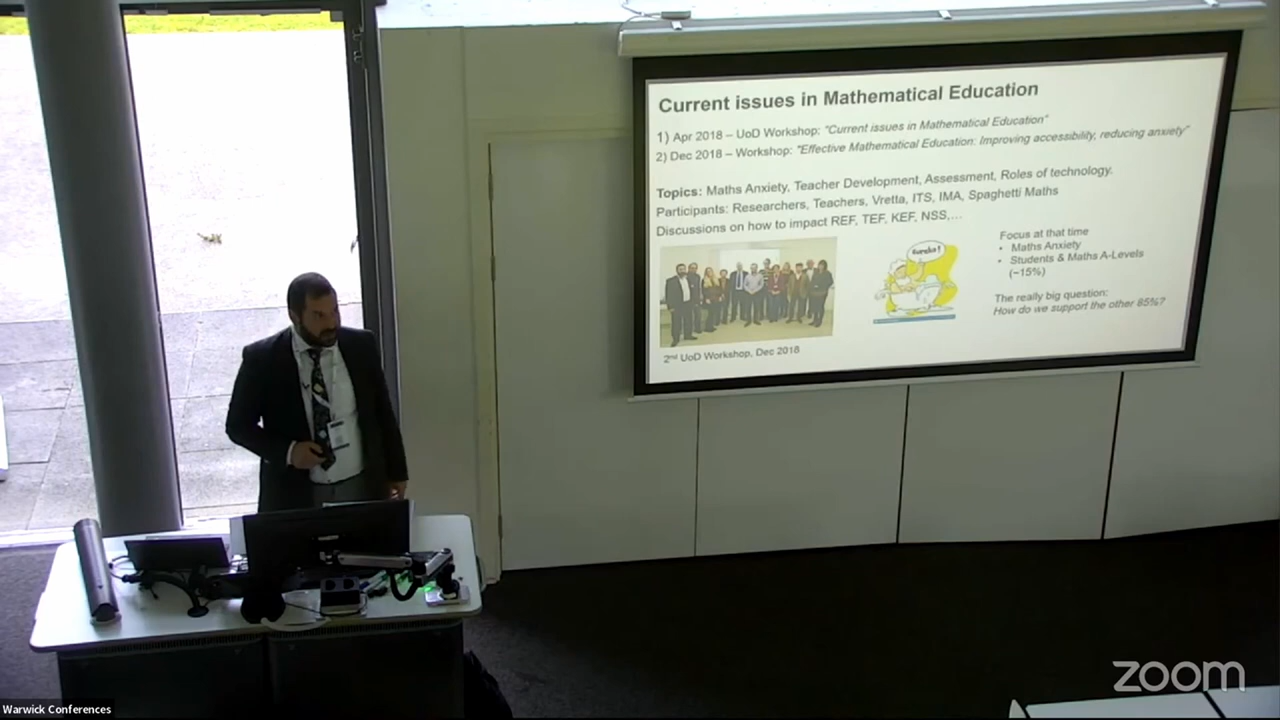 Current issues in Mathematical Education
1) Apr 2018 – UoD Workshop: "Current issues in Mathematical Education"
2) Dec 2018 – Workshop: "Effective Mathematical Education: Improving accessibility, reducing anxiety"
Topics: Maths Anxiety, Teacher Development, Assessment, Roles of technology.
Participants: Researchers, Teachers, Vretta, ITS, IMA, Spaghetti Maths
Discussions on how to impact REF, TEF, KEF, NSS,...
Eureka!
Focus at that time
• Maths Anxiety
• Students & Maths A-Levels
(~15%)
The really big question:
How do we support the other 85%?
2nd UoD Workshop, Dec 2018
zoom
Warwick Conferences